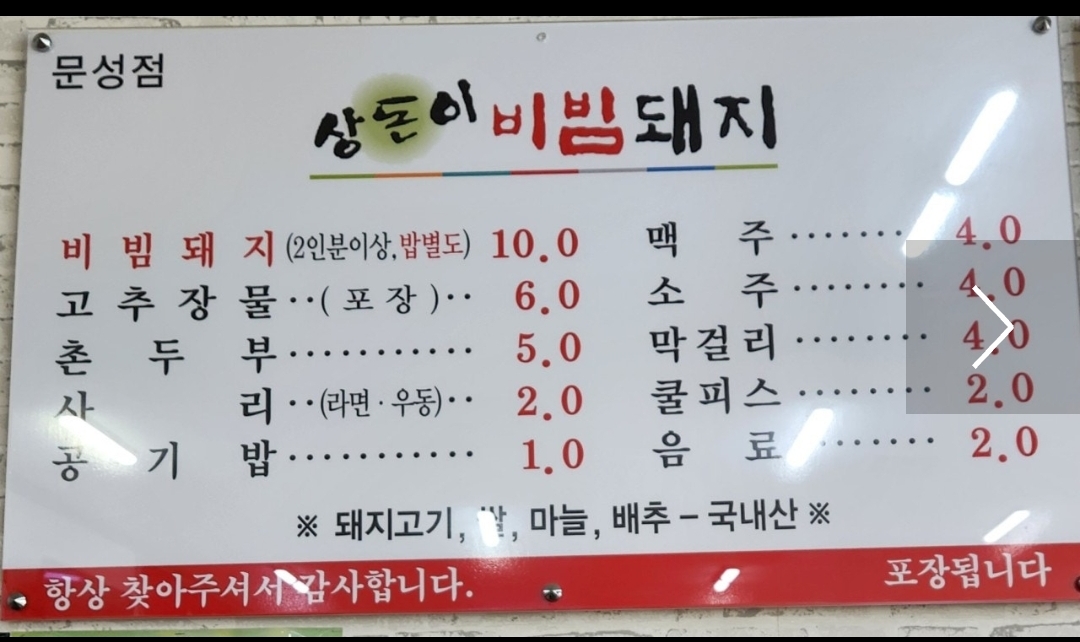 문성점
상돈이 비빔돼지
비빔돼지 (2인분이상, 밥별도) 10.0
고추장물··(포장)·· 6.0
촌두부··········· 5.0
사리··(라면·우동)·· 2.0
공기밥··········· 1.0
맥주········ 4.0
소주········· 4.0
막걸리········· 4.0
쿨피스········· 2.0
음료········ 2.0
※ 돼지고기, 쌀, 마늘, 배추 – 국내산 ※
항상 찾아주셔서 감사합니다.
포장됩니다